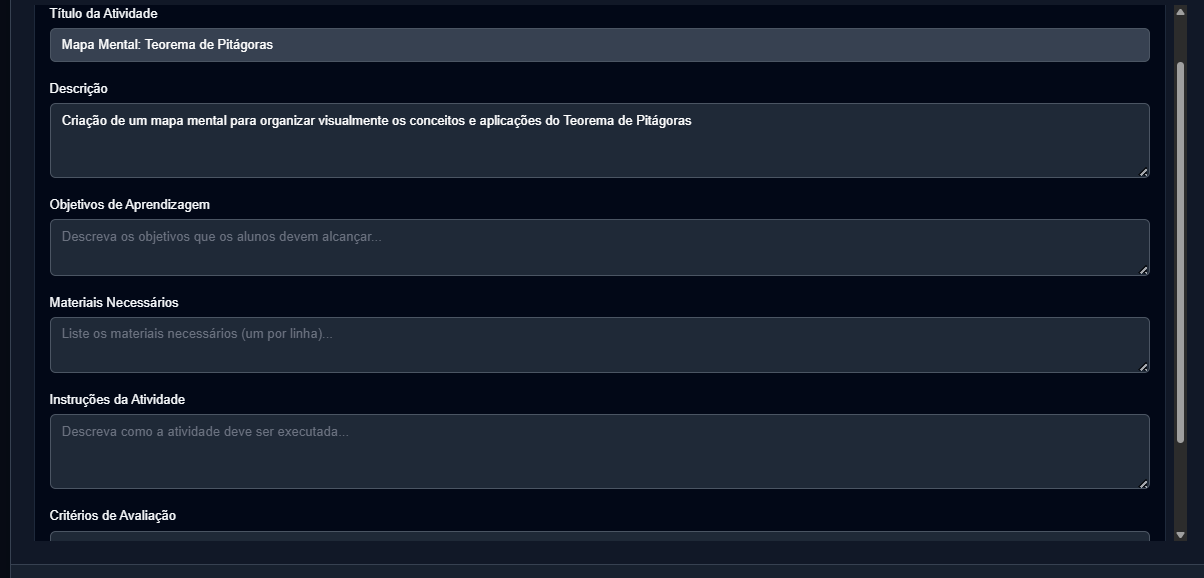 Título da Atividade
Mapa Mental: Teorema de Pitágoras
Descrição
Criação de um mapa mental para organizar visualmente os conceitos e aplicações do Teorema de Pitágoras
Objetivos de Aprendizagem
Descreva os objetivos que os alunos devem alcançar...
Materiais Necessários
Liste os materiais necessários (um por linha)...
Instruções da Atividade
Descreva como a atividade deve ser executada...
Critérios de Avaliação